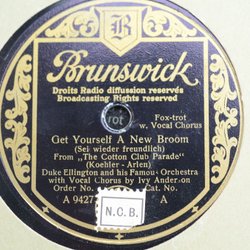 B
Brunswick
Droits Radio diffusion reservés
Broadcasting Rights reserved
Fox-trot
w. Vocal Chorus
Get Yourself A New Broom
(Sei wieder freundlich)
From „The Cotton Club Parade"
(Koehler - Arlen)
Duke Ellington and his Famous Orchestra
with Vocal Chorus by Ivy Anderson
Order No. Cat. No.
A 9427 A
N.C.B.